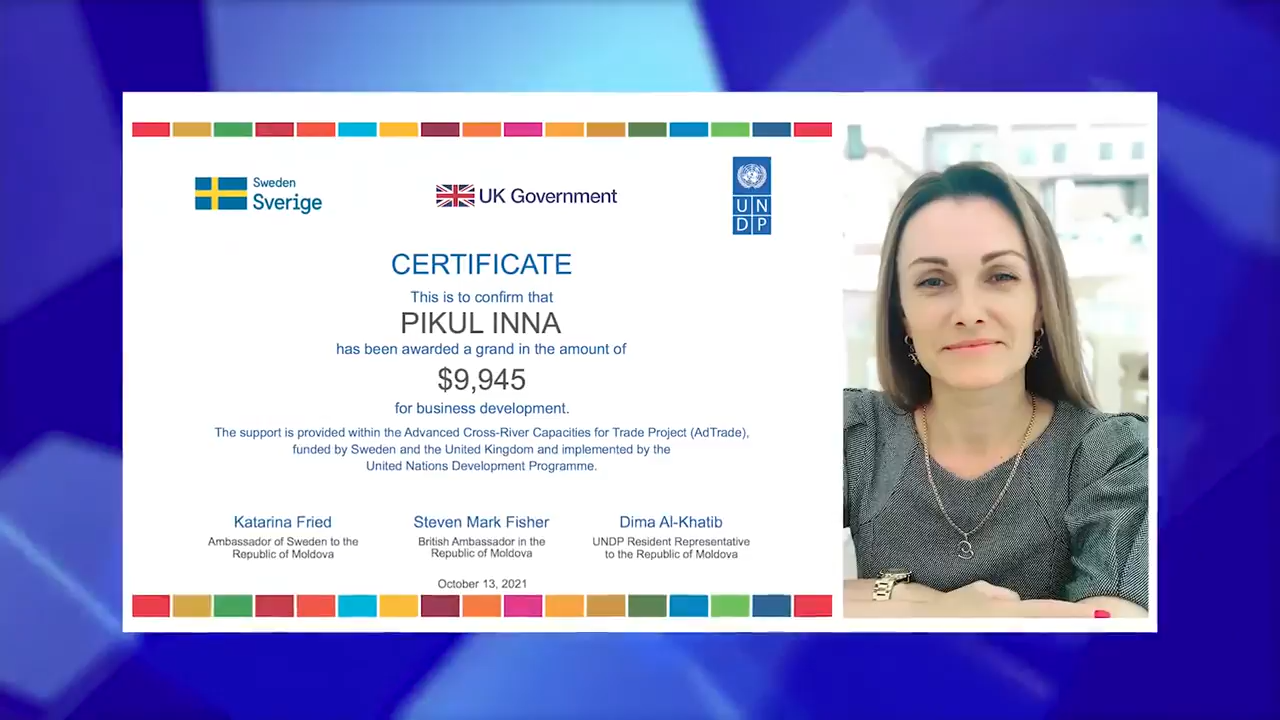 Sweden
Sverige
UK Government
UN
DP
CERTIFICATE
This is to confirm that
PIKUL INNA
has been awarded a grand in the amount of
$9,945
for business development.
The support is provided within the Advanced Cross-River Capacities for Trade Project (AdTrade),
funded by Sweden and the United Kingdom and implemented by the
United Nations Development Programme.
Katarina Fried
Ambassador of Sweden to the
Republic of Moldova
Steven Mark Fisher
British Ambassador in the
Republic of Moldova
Dima Al-Khatib
UNDP Resident Representative
to the Republic of Moldova
October 13, 2021